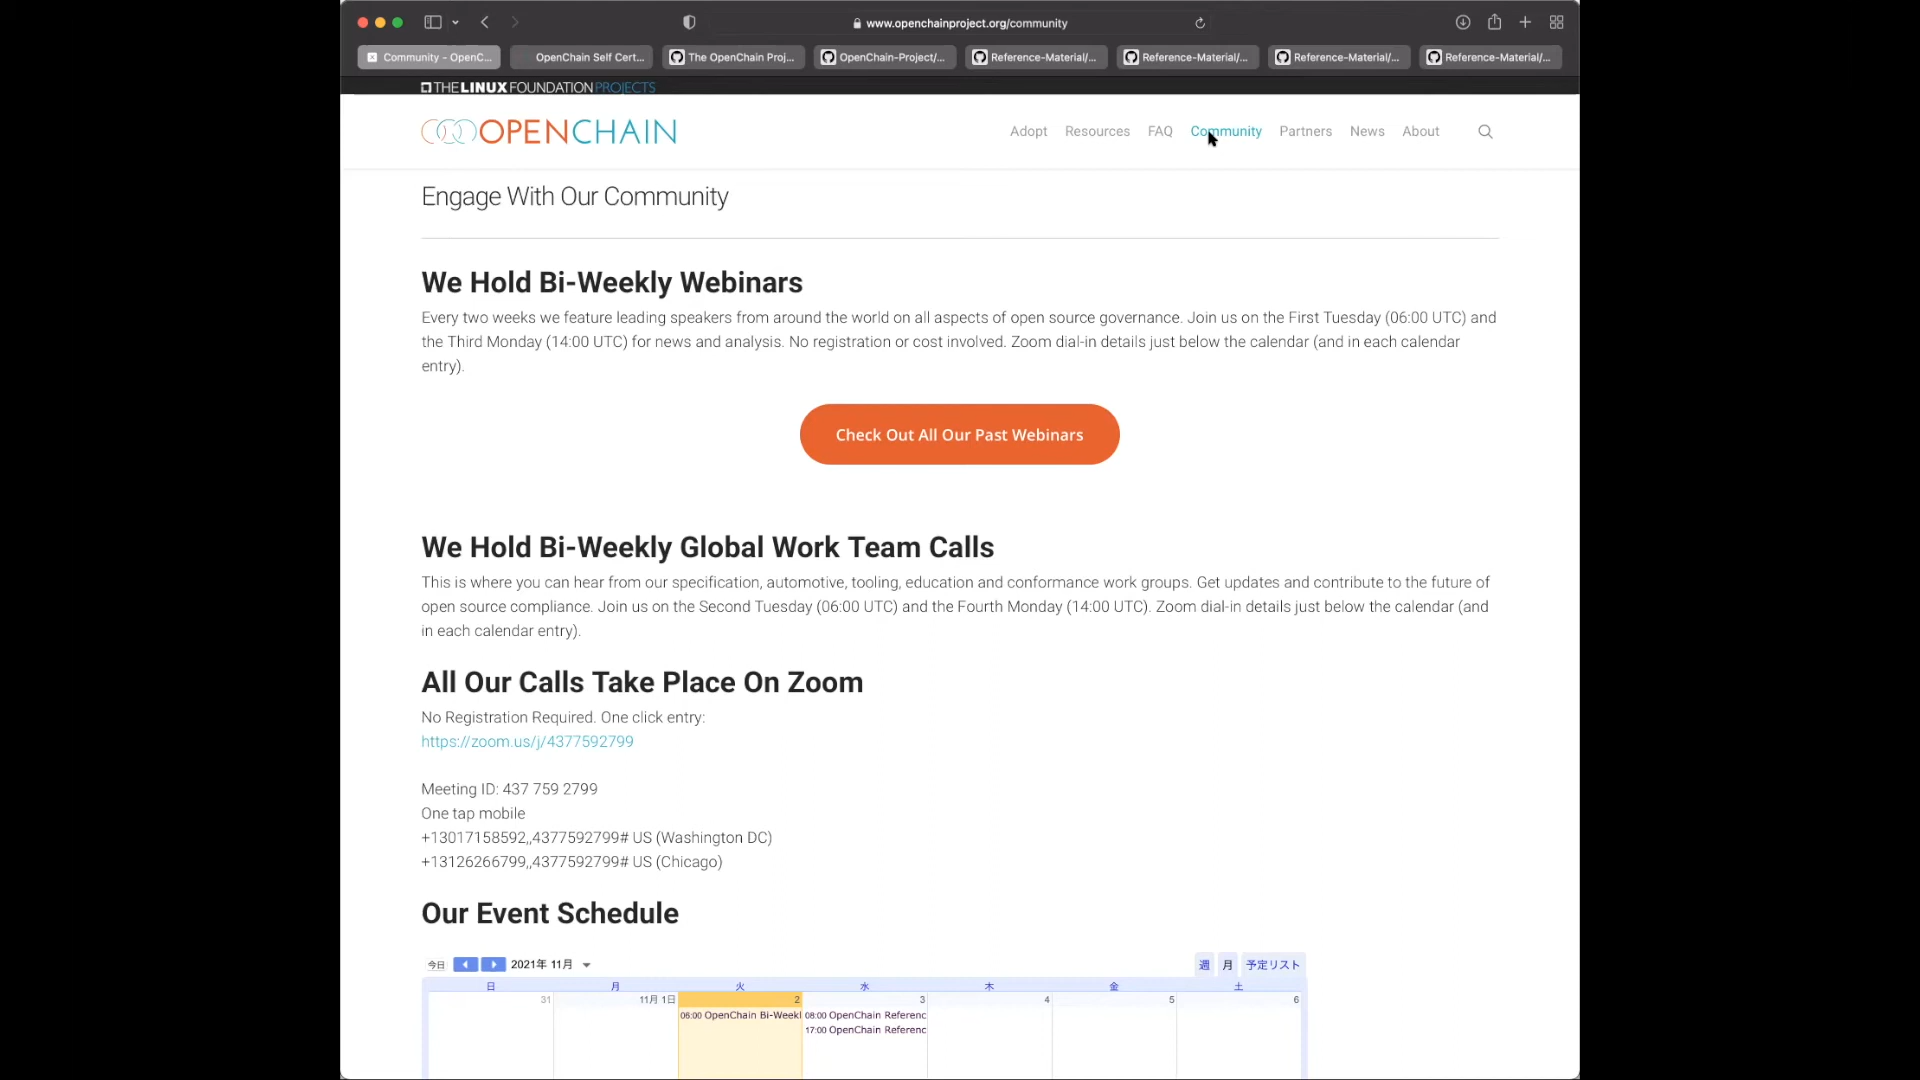 www.openchainproject.org/community
Community - OpenC...
OpenChain Self Cert...
The OpenChain Proj...
OpenChain-Project/...
Reference-Material/...
Reference-Material/...
Reference-Material/...
Reference-Material/...
THE LINUX FOUNDATION PROJECTS
OPENCHAIN
Adopt
Resources
FAQ
Community
Partners
News
About
Engage With Our Community
We Hold Bi-Weekly Webinars
Every two weeks we feature leading speakers from around the world on all aspects of open source governance. Join us on the First Tuesday (06:00 UTC) and
the Third Monday (14:00 UTC) for news and analysis. No registration or cost involved. Zoom dial-in details just below the calendar (and in each calendar
entry).
Check Out All Our Past Webinars
We Hold Bi-Weekly Global Work Team Calls
This is where you can hear from our specification, automotive, tooling, education and conformance work groups. Get updates and contribute to the future of
open source compliance. Join us on the Second Tuesday (06:00 UTC) and the Fourth Monday (14:00 UTC). Zoom dial-in details just below the calendar (and
in each calendar entry).
All Our Calls Take Place On Zoom
No Registration Required. One click entry:
https://zoom.us/j/4377592799
Meeting ID: 437 759 2799
One tap mobile
+13017158592,,4377592799# US (Washington DC)
+13126266799,,4377592799# US (Chicago)
Our Event Schedule
今日
2021年 11月
週
月
予定リスト
日
月
火
水
木
金
土
31
11月 1日
2
3
4
5
6
06:00 OpenChain Bi-Weekl
08:00 OpenChain Referenc
17:00 OpenChain Referenc